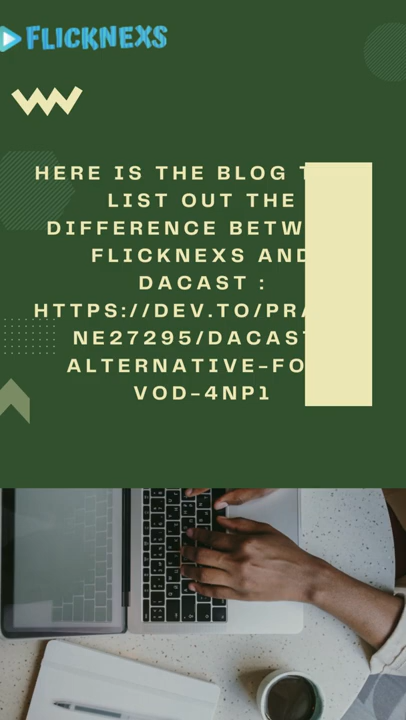 FLICKNEXS
HERE IS THE BLOG
LIST OUT THE
DIFFERENCE
FLICKNEXS AND
DACAST :
HTTPS://DEV.TO/PRA
NE27295/DACAST
ALTERNATIVE-FO
VOD-4NP1